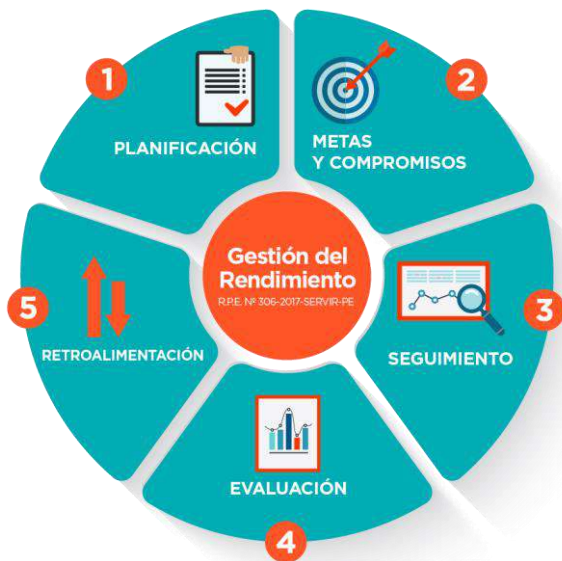 1
PLANIFICACIÓN
2
METAS
Y COMPROMISOS
3
SEGUIMIENTO
4
EVALUACIÓN
5
RETROALIMENTACIÓN
Gestión del
Rendimiento
R.P.E. Nº 306-2017-SERVIR-PE